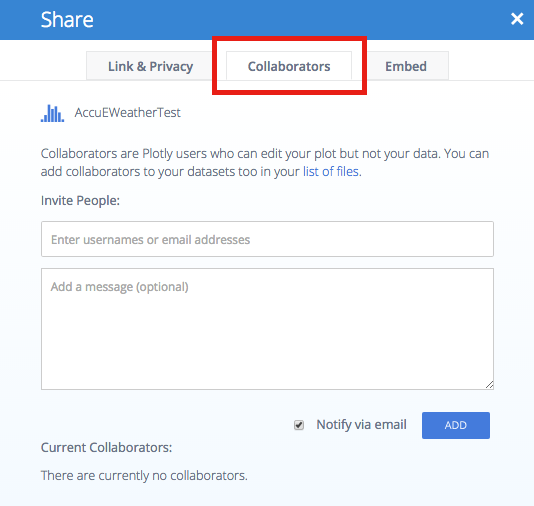 Share
×
Link & Privacy
Collaborators
Embed
AccuEWeatherTest
Collaborators are Plotly users who can edit your plot but not your data. You can
add collaborators to your datasets too in your list of files.
Invite People:
Enter usernames or email addresses
Add a message (optional)
Notify via email
ADD
Current Collaborators:
There are currently no collaborators.